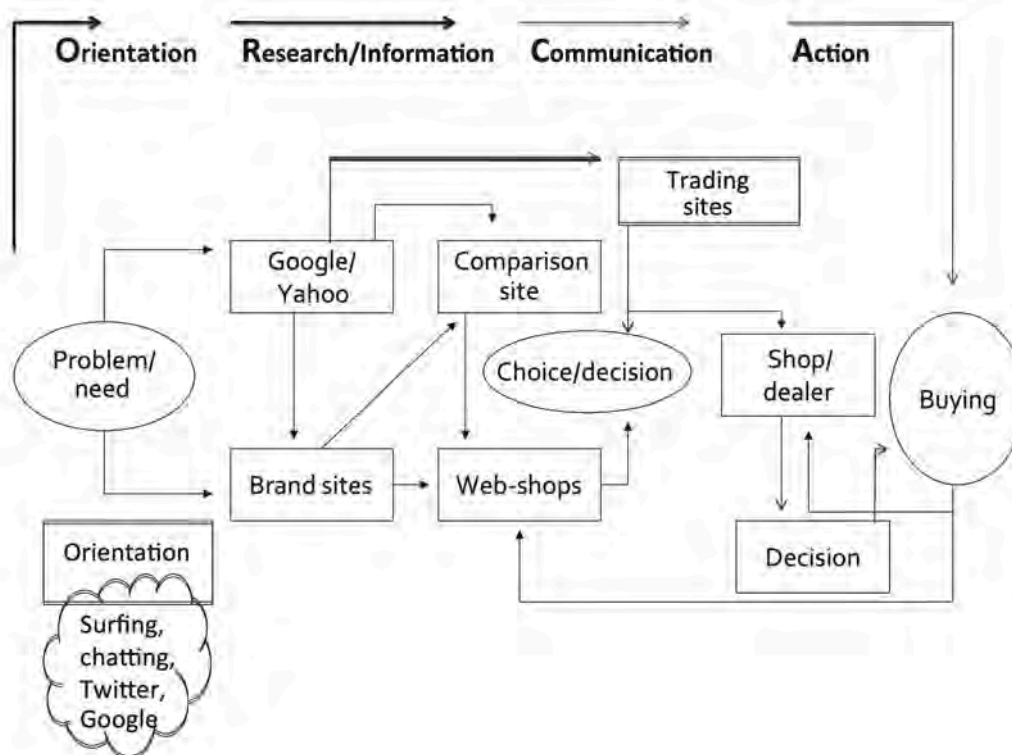 Orientation
Research/Information
Communication
Action
Trading
sites
Google/
Yahoo
Comparison
site
Problem/
need
Choice/decision
Shop/
dealer
Buying
Brand sites
Web-shops
Decision
Orientation
Surfing,
chatting,
Twitter,
Google